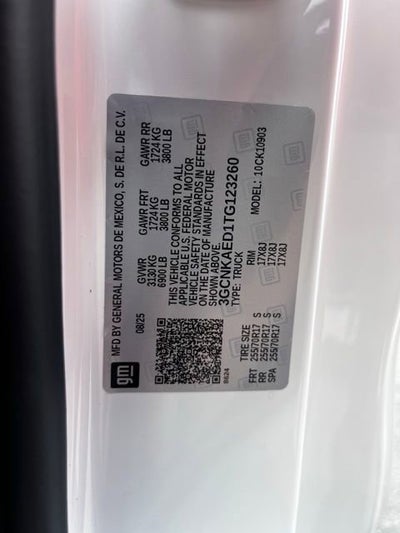 gm
MFD BY GENERAL MOTORS DE MEXICO, S. DE R.L. DE C.V.
08/25
GVWR GAWR FRT GAWR RR
3130 KG 1724 KG 1724 KG
6900 LB 3800 LB 3800 LB
THIS VEHICLE CONFORMS TO ALL
APPLICABLE U.S. FEDERAL MOTOR
VEHICLE SAFETY STANDARDS IN EFFECT
ON THE DATE OF MANUFACTURE
SHOWN ABOVE.
3GCNKAED1TG123260
TYPE: TRUCK MODEL: 10CK10903
8624
TIRE SIZE RIM
FRT 255/70R17 S 17X8J
RR 255/70R17 S 17X8J
SPA 255/70R17 S 17X8J